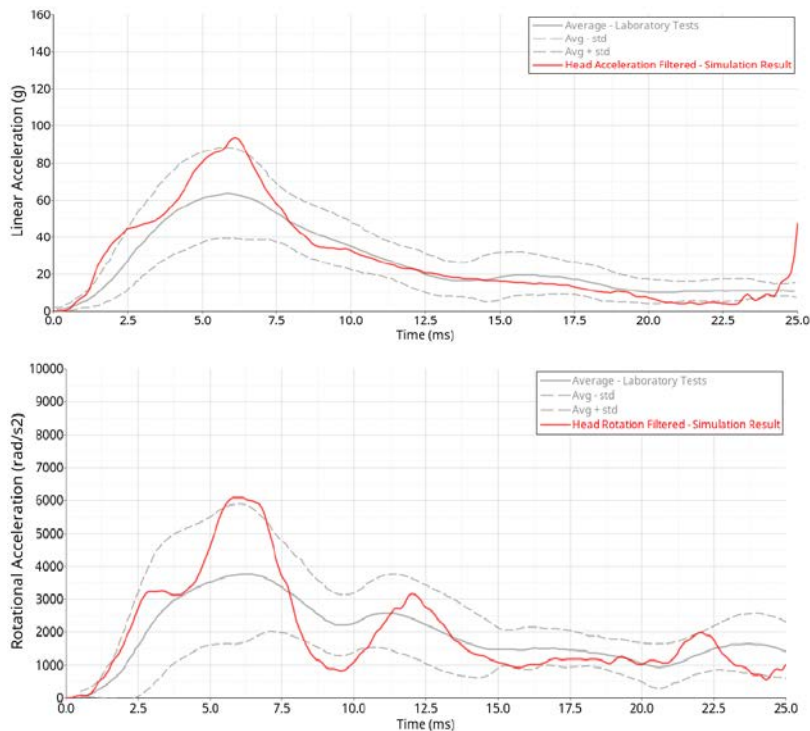 160
140
120
100
80
60
40
20
0
Linear Acceleration (g)
Average - Laboratory Tests
Avg - std
Avg + std
Head Acceleration Filtered - Simulation Result
0.0 2.5 5.0 7.5 10.0 12.5 15.0 17.5 20.0 22.5 25.0
Time (ms)
10000
9000
8000
7000
6000
5000
4000
3000
2000
1000
0
Rotational Acceleration (rad/s2)
Average - Laboratory Tests
Avg - std
Avg + std
Head Rotation Filtered - Simulation Result
0.0 2.5 5.0 7.5 10.0 12.5 15.0 17.5 20.0 22.5 25.0
Time (ms)